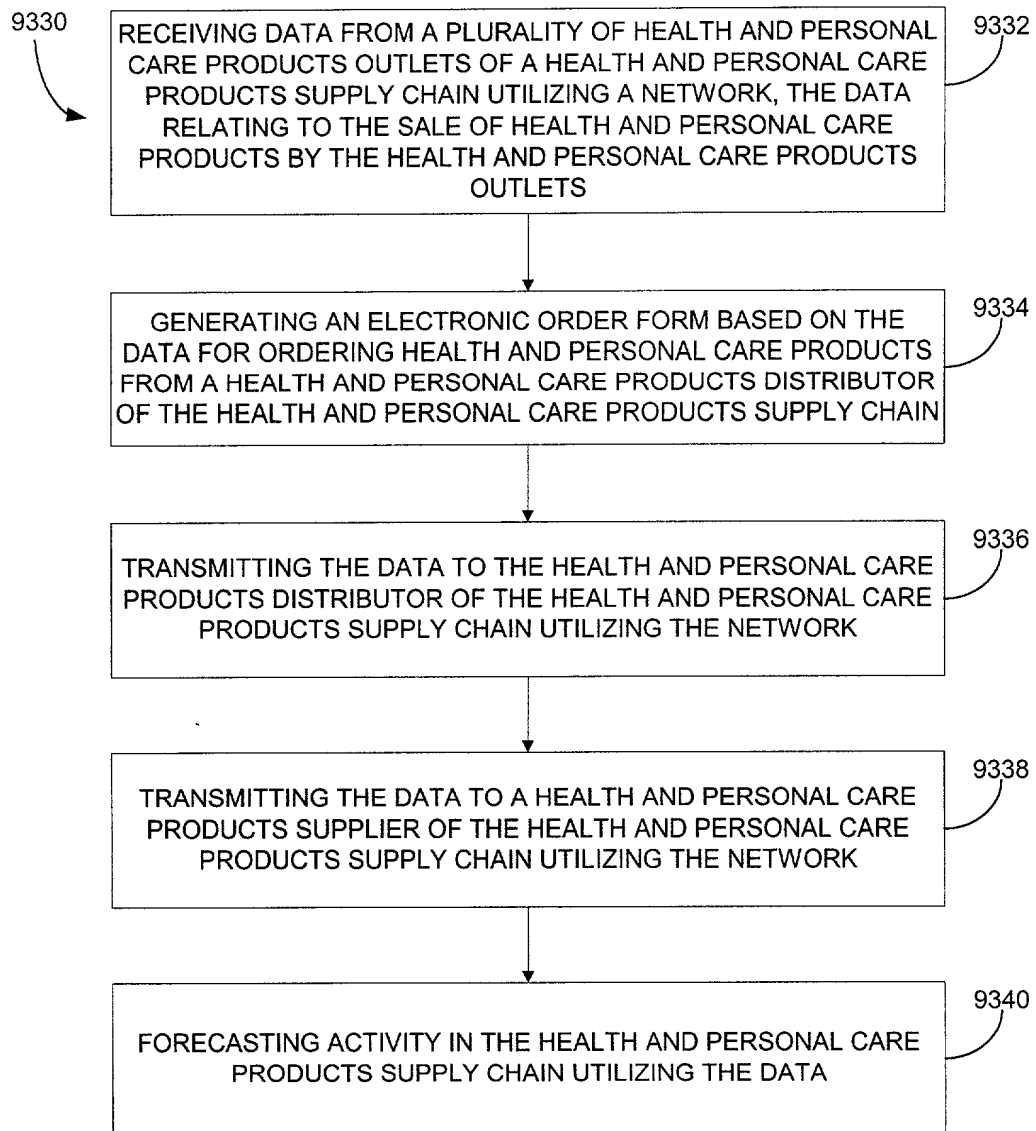 9330
RECEIVING DATA FROM A PLURALITY OF HEALTH AND PERSONAL
CARE PRODUCTS OUTLETS OF A HEALTH AND PERSONAL CARE
PRODUCTS SUPPLY CHAIN UTILIZING A NETWORK, THE DATA
RELATING TO THE SALE OF HEALTH AND PERSONAL CARE
PRODUCTS BY THE HEALTH AND PERSONAL CARE PRODUCTS
OUTLETS
9332
GENERATING AN ELECTRONIC ORDER FORM BASED ON THE
DATA FOR ORDERING HEALTH AND PERSONAL CARE PRODUCTS
FROM A HEALTH AND PERSONAL CARE PRODUCTS DISTRIBUTOR
OF THE HEALTH AND PERSONAL CARE PRODUCTS SUPPLY CHAIN
9334
TRANSMITTING THE DATA TO THE HEALTH AND PERSONAL CARE
PRODUCTS DISTRIBUTOR OF THE HEALTH AND PERSONAL CARE
PRODUCTS SUPPLY CHAIN UTILIZING THE NETWORK
9336
TRANSMITTING THE DATA TO A HEALTH AND PERSONAL CARE
PRODUCTS SUPPLIER OF THE HEALTH AND PERSONAL CARE
PRODUCTS SUPPLY CHAIN UTILIZING THE NETWORK
9338
FORECASTING ACTIVITY IN THE HEALTH AND PERSONAL CARE
PRODUCTS SUPPLY CHAIN UTILIZING THE DATA
9340